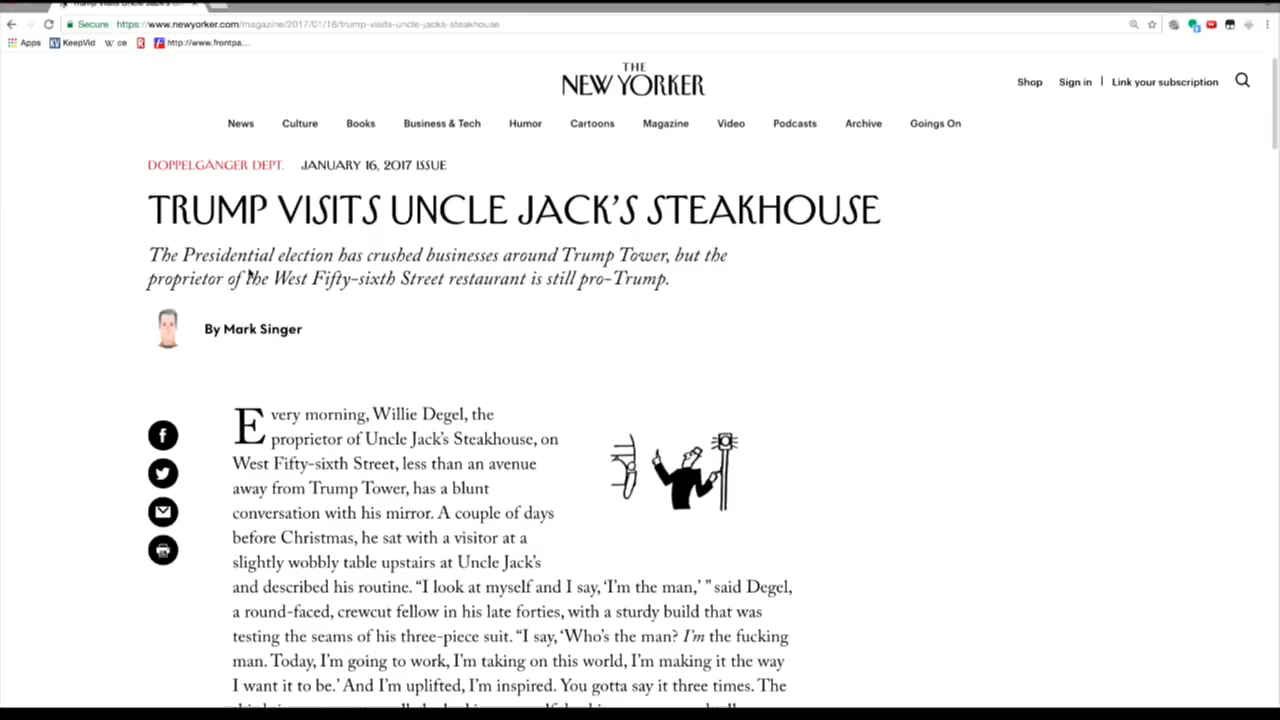 Secure https://www.newyorker.com/magazine/2017/01/16/trump-visits-uncle-jacks-steakhouse
Apps KeepVid W ce R http://www.frontpa...
THE
NEW YORKER
Shop Sign in | Link your subscription
News Culture Books Business & Tech Humor Cartoons Magazine Video Podcasts Archive Goings On
DOPPELGÄNGER DEPT. JANUARY 16, 2017 ISSUE
TRUMP VISITS UNCLE JACK'S STEAKHOUSE
The Presidential election has crushed businesses around Trump Tower, but the
proprietor of the West Fifty-sixth Street restaurant is still pro-Trump.
By Mark Singer
Every morning, Willie Degel, the
proprietor of Uncle Jack's Steakhouse, on
West Fifty-sixth Street, less than an avenue
away from Trump Tower, has a blunt
conversation with his mirror. A couple of days
before Christmas, he sat with a visitor at a
slightly wobbly table upstairs at Uncle Jack's
and described his routine. “I look at myself and I say, ‘I'm the man,’ ” said Degel,
a round-faced, crewcut fellow in his late forties, with a sturdy build that was
testing the seams of his three-piece suit. “I say, ‘Who's the man? I'm the fucking
man. Today, I'm going to work, I'm taking on this world, I'm making it the way
I want it to be.’ And I'm uplifted, I'm inspired. You gotta say it three times. The